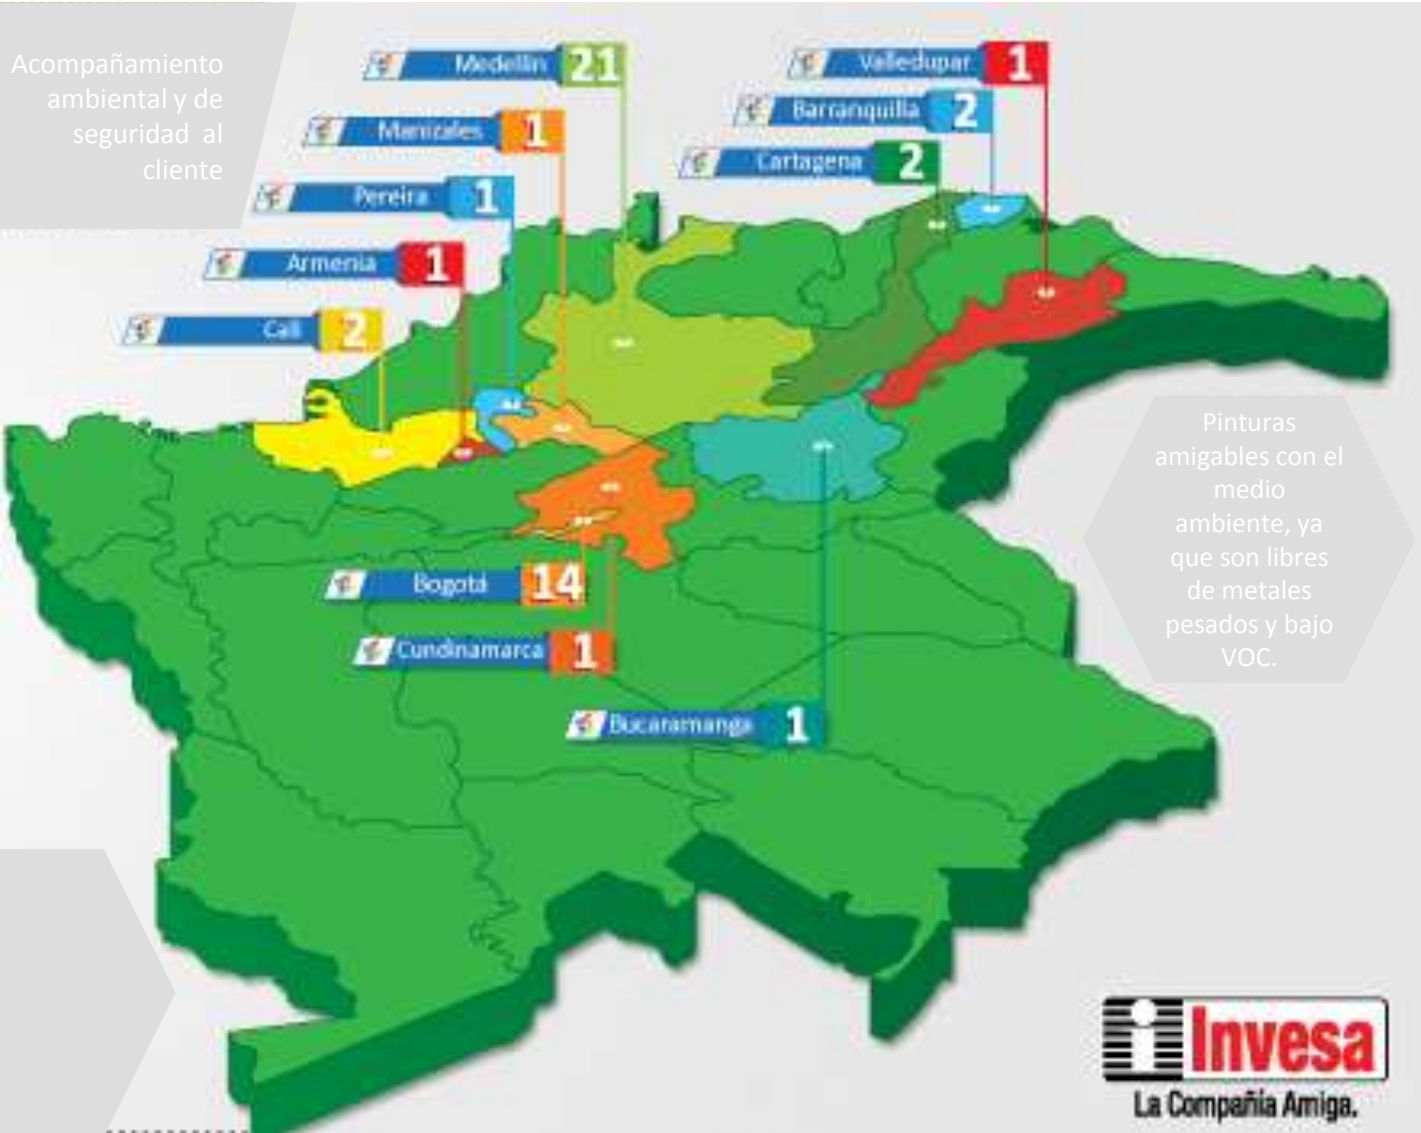 Acompañamiento
ambiental y de
seguridad al
cliente
Medellín 21
Manizales 1
Pereira 1
Armenia 1
Cali 2
Valledupar 1
Barranquilla 2
Cartagena 2
Bogotá 14
Cundinamarca 1
Bucaramanga 1
Pinturas
amigables con el
medio
ambiente, ya
que son libres
de metales
pesados y bajo
VOC.
Invesa
La Compañía Amiga.